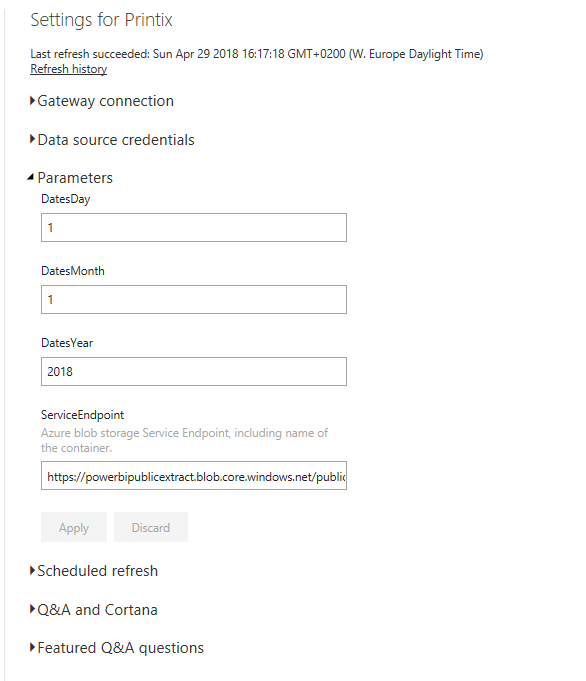 Settings for Printix
Last refresh succeeded: Sun Apr 29 2018 16:17:18 GMT+0200 (W. Europe Daylight Time)
Refresh history
Gateway connection
Data source credentials
Parameters
DatesDay
1
DatesMonth
1
DatesYear
2018
ServiceEndpoint
Azure blob storage Service Endpoint, including name of
the container.
https://powerbipublicextract.blob.core.windows.net/public
Apply Discard
Scheduled refresh
Q&A and Cortana
Featured Q&A questions